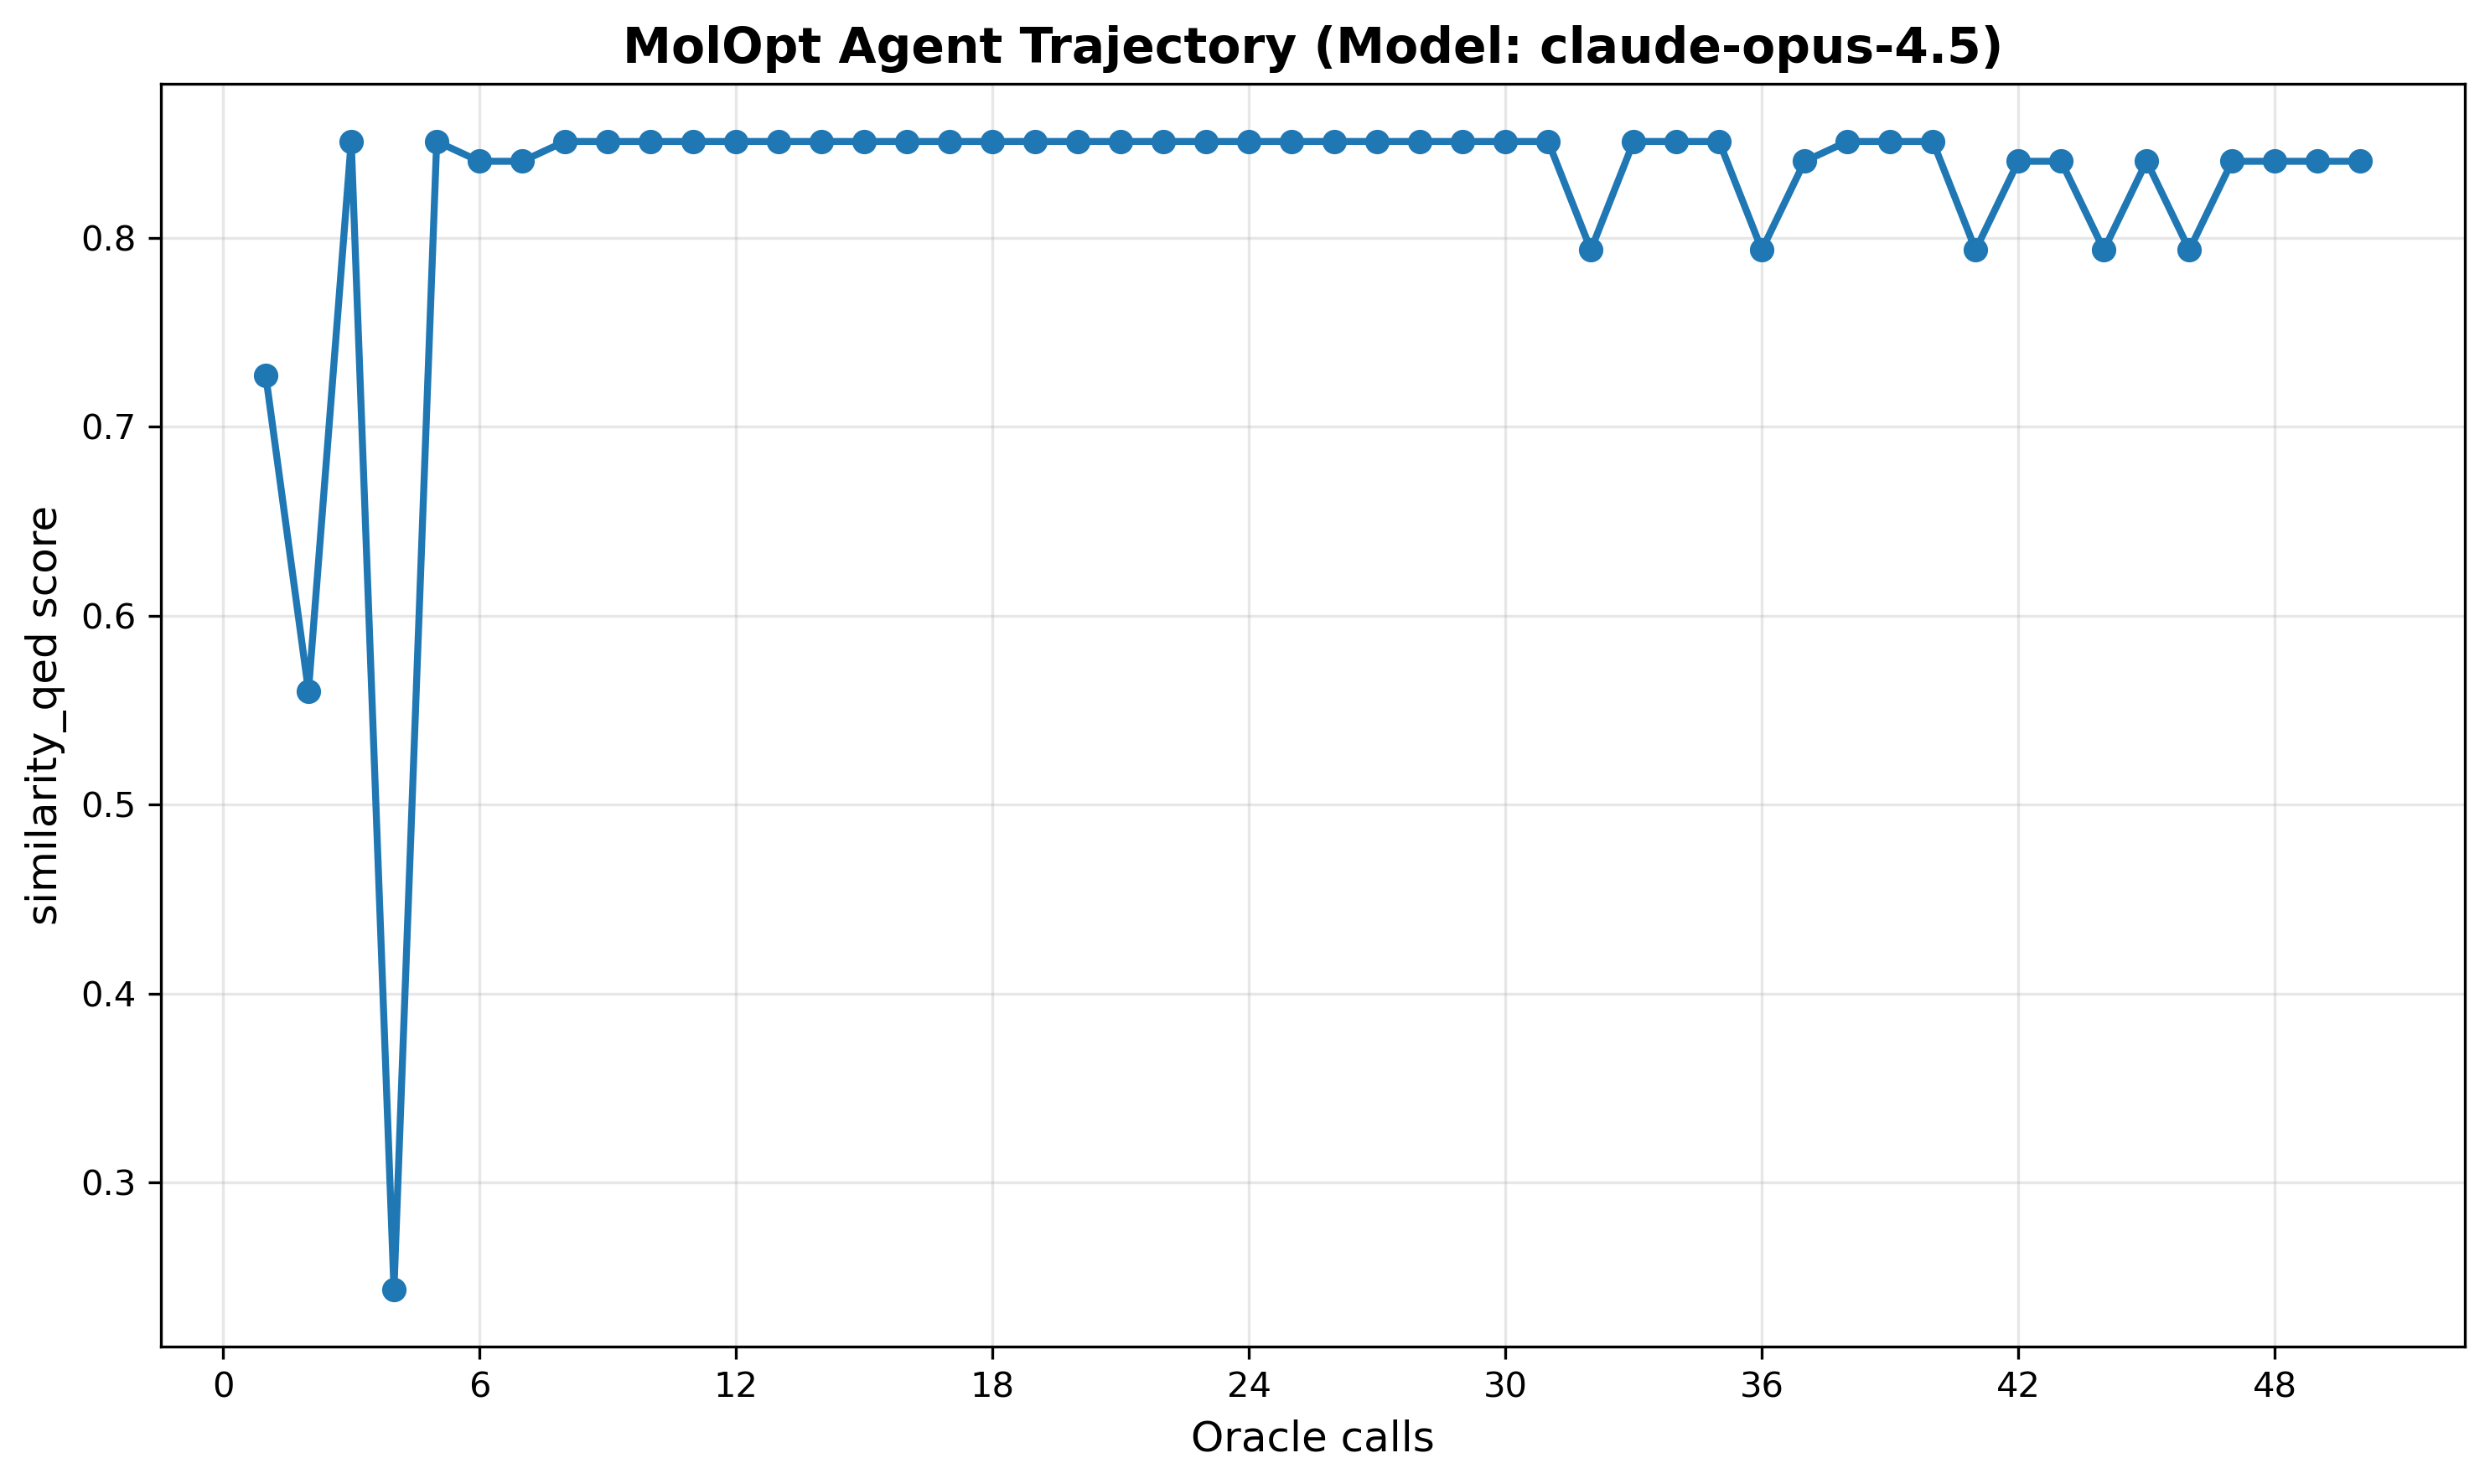 MolOpt Agent Trajectory (Model: claude-opus-4.5)
similarity_qed score
0.8
0.7
0.6
0.5
0.4
0.3
0 6 12 18 24 30 36 42 48
Oracle calls